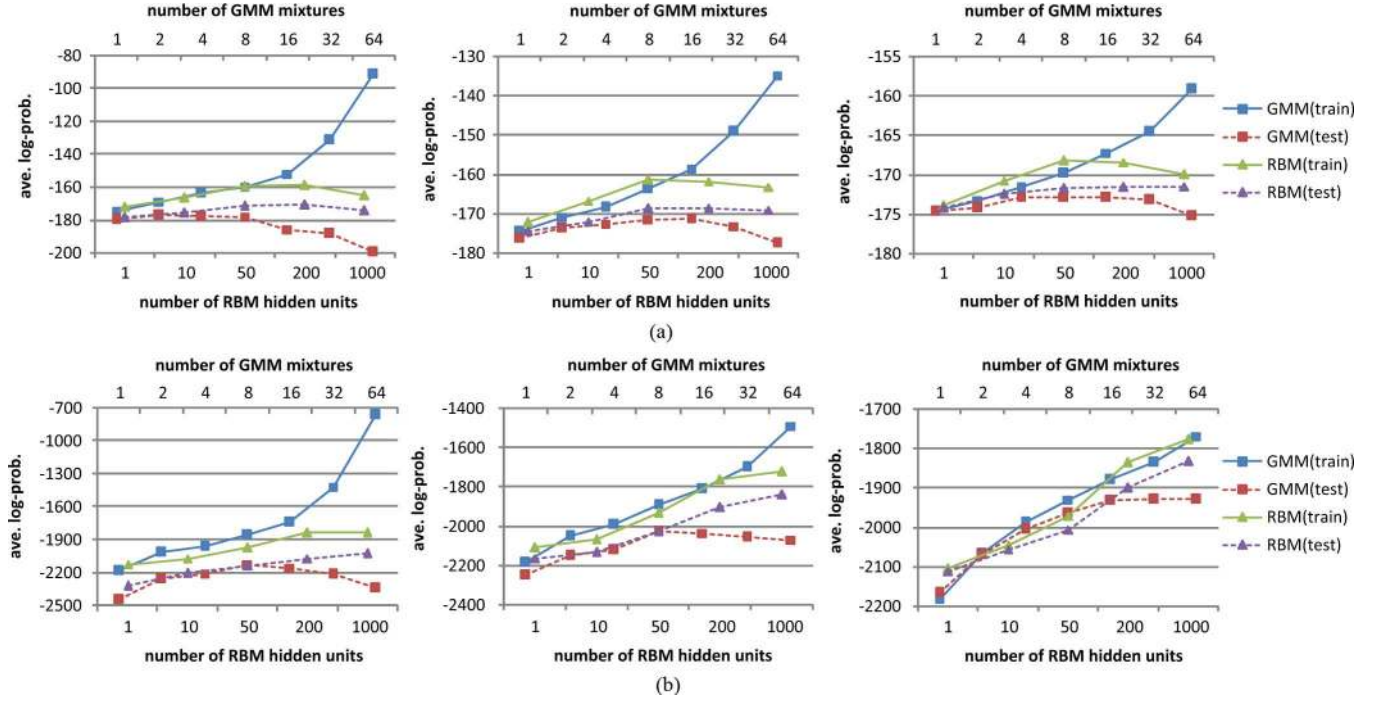 number of GMM mixtures number of GMM mixtures number of GMM mixtures
1 2 4 8 16 32 64 1 2 4 8 16 32 64 1 2 4 8 16 32 64
ave. log-prob.
-80
-100
-120
-140
-160
-180
-200
1 10 50 200 1000
number of RBM hidden units
ave. log-prob.
-130
-140
-150
-160
-170
-180
1 10 50 200 1000
number of RBM hidden units
ave. log-prob.
-155
-160
-165
-170
-175
-180
1 10 50 200 1000
number of RBM hidden units
GMM(train)
GMM(test)
RBM(train)
RBM(test)
(a)
number of GMM mixtures number of GMM mixtures number of GMM mixtures
1 2 4 8 16 32 64 1 2 4 8 16 32 64 1 2 4 8 16 32 64
ave. log-prob.
-700
-1000
-1300
-1600
-1900
-2200
-2500
1 10 50 200 1000
number of RBM hidden units
ave. log-prob.
-1400
-1600
-1800
-2000
-2200
-2400
1 10 50 200 1000
number of RBM hidden units
ave. log-prob.
-1700
-1800
-1900
-2000
-2100
-2200
1 10 50 200 1000
number of RBM hidden units
GMM(train)
GMM(test)
RBM(train)
RBM(test)
(b)